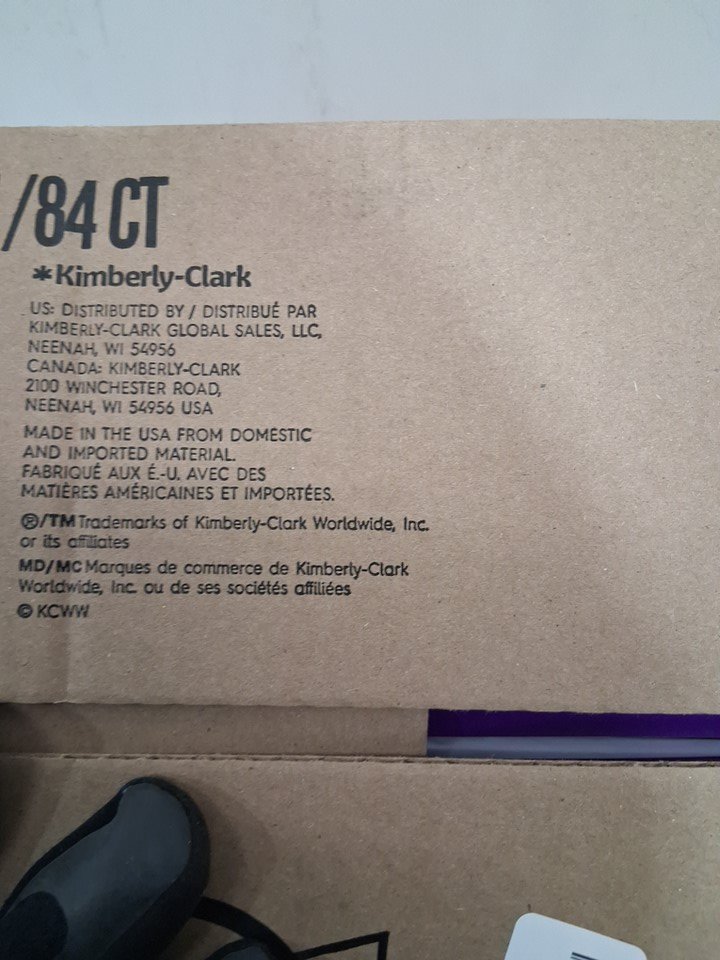 /84 CT
*Kimberly-Clark
US: DISTRIBUTED BY / DISTRIBUÉ PAR
KIMBERLY-CLARK GLOBAL SALES, LLC,
NEENAH, WI 54956
CANADA: KIMBERLY-CLARK
2100 WINCHESTER ROAD,
NEENAH, WI 54956 USA
MADE IN THE USA FROM DOMESTIC
AND IMPORTED MATERIAL.
FABRIQUÉ AUX É.-U. AVEC DES
MATIÈRES AMÉRICAINES ET IMPORTÉES.
®/TM Trademarks of Kimberly-Clark Worldwide, Inc.
or its affiliates
MD/MC Marques de commerce de Kimberly-Clark
Worldwide, Inc. ou de ses sociétés affiliées
© KCWW